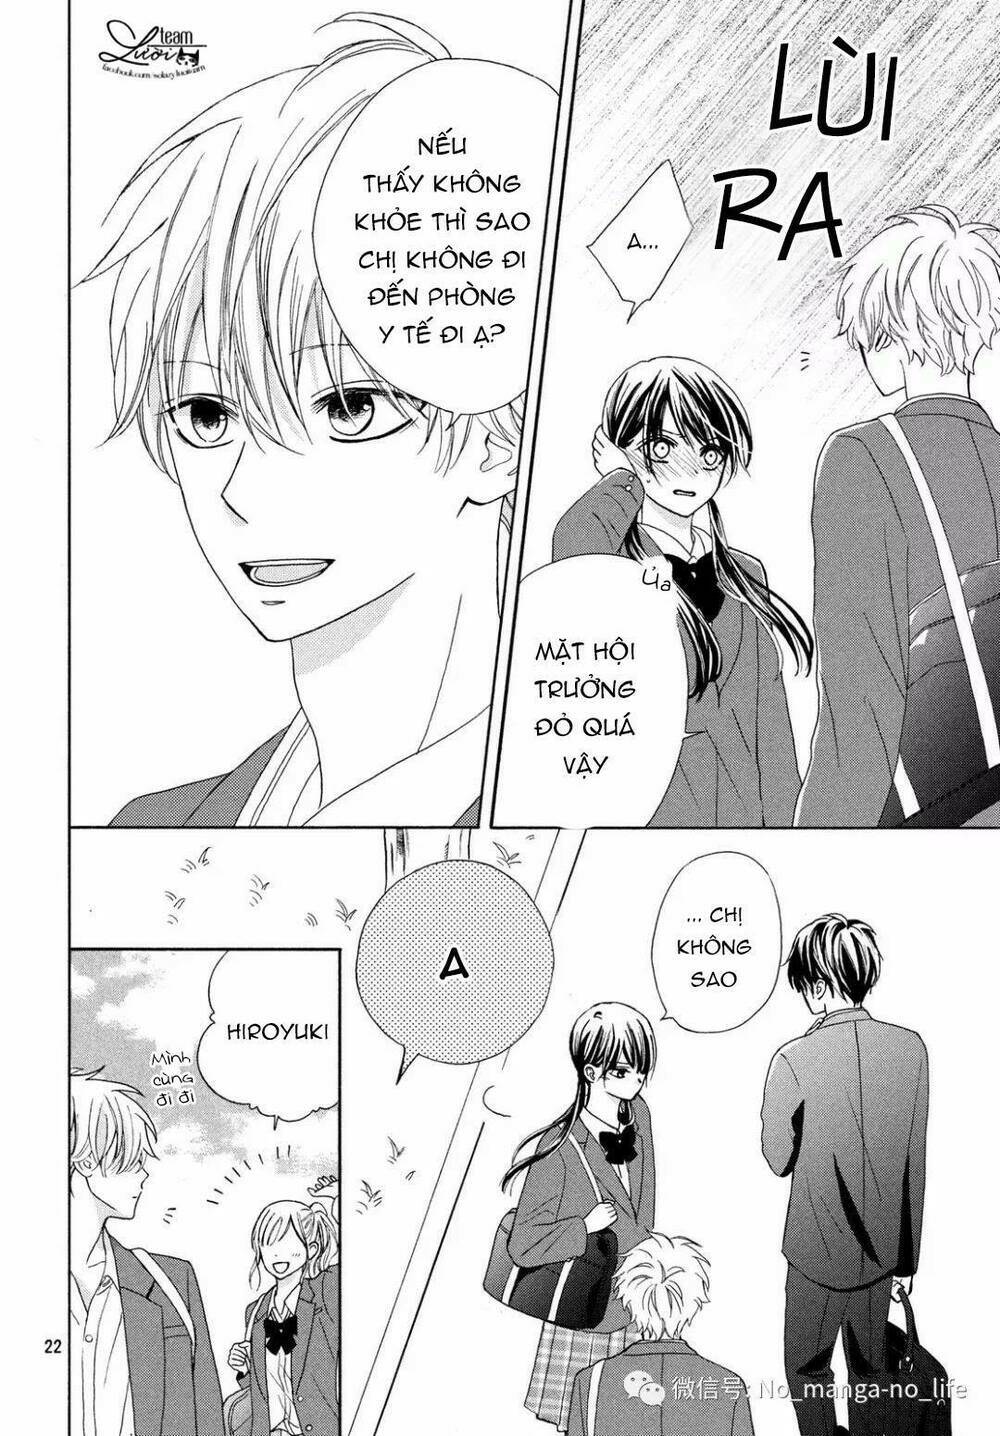 LÙI
RA
A...
Ủa
MẶT HỘI
TRƯỞNG
ĐỎ QUÁ
VẬY
team
Lười
facebook.com/sokayluoiteam
NẾU
THẤY KHÔNG
KHỎE THÌ SAO
CHỊ KHÔNG ĐI
ĐẾN PHÒNG
Y TẾ ĐI Ạ?
... CHỊ
KHÔNG
SAO
A
HIROYUKI
Mình
cùng
đi đi
22
微信号: No_manga-no_life